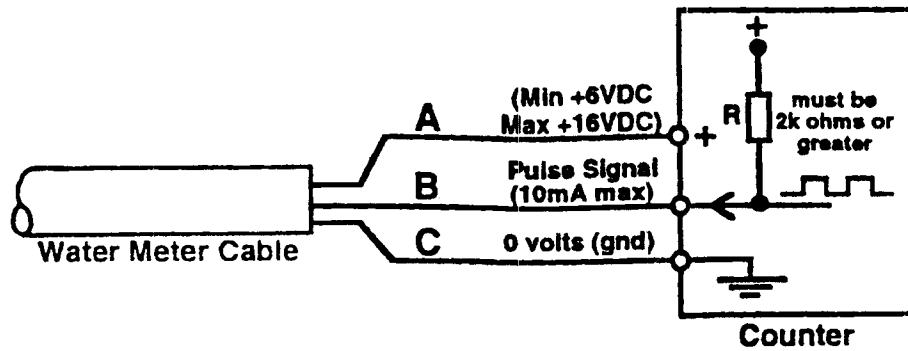 A
(Min +6VDC
Max +16VDC)
+
+
R
must be
2k ohms or
greater
B
Pulse Signal
(10mA max)
C
0 volts (gnd)
Water Meter Cable
Counter